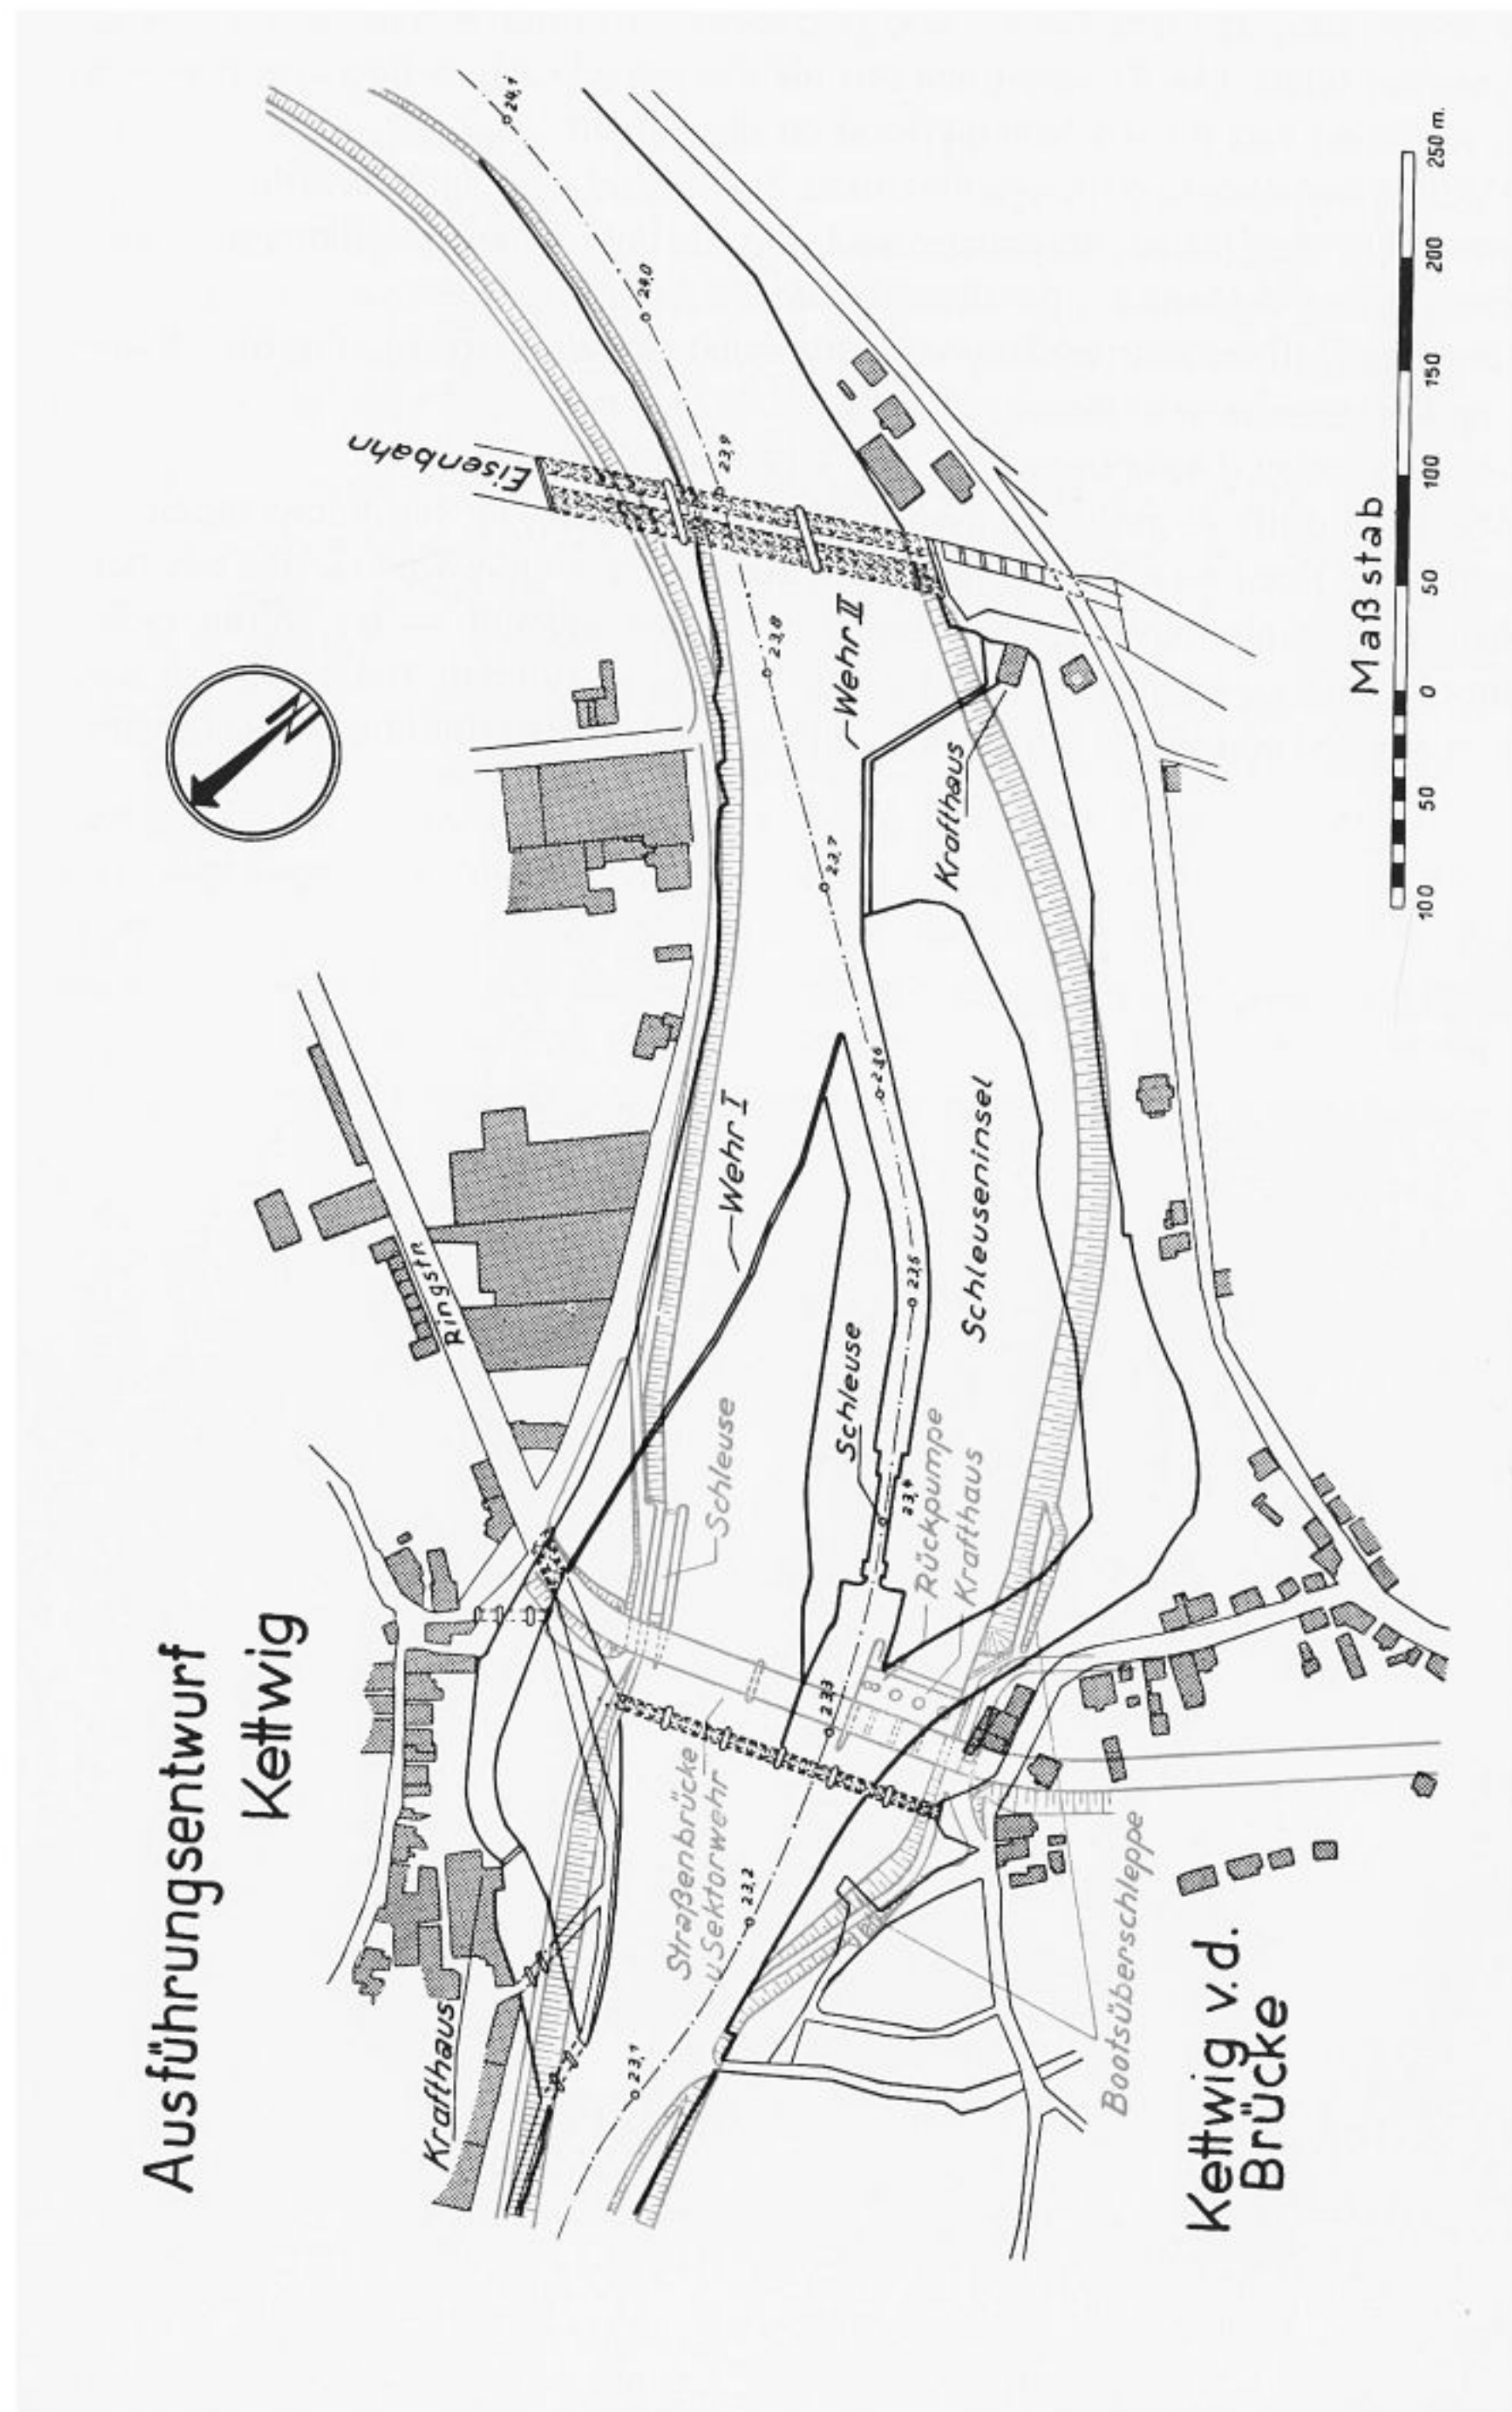 Ausführungsentwurf
Kettwig
Krafthaus
Ringstr.
Eisenbahn
24,1
24,0
23,9
23,8
23,7
23,6
23,5
23,4
23,3
23,2
23,1
Wehr I
Wehr II
Krafthaus
Schleuse
Schleuseninsel
Schleuse
Rückpumpe
Krafthaus
Straßenbrücke
u Sektorwehr
Bootsüberschleppe
Kettwig v.d.
Brücke
Maß stab
100 50 0 50 100 150 200 250 m.